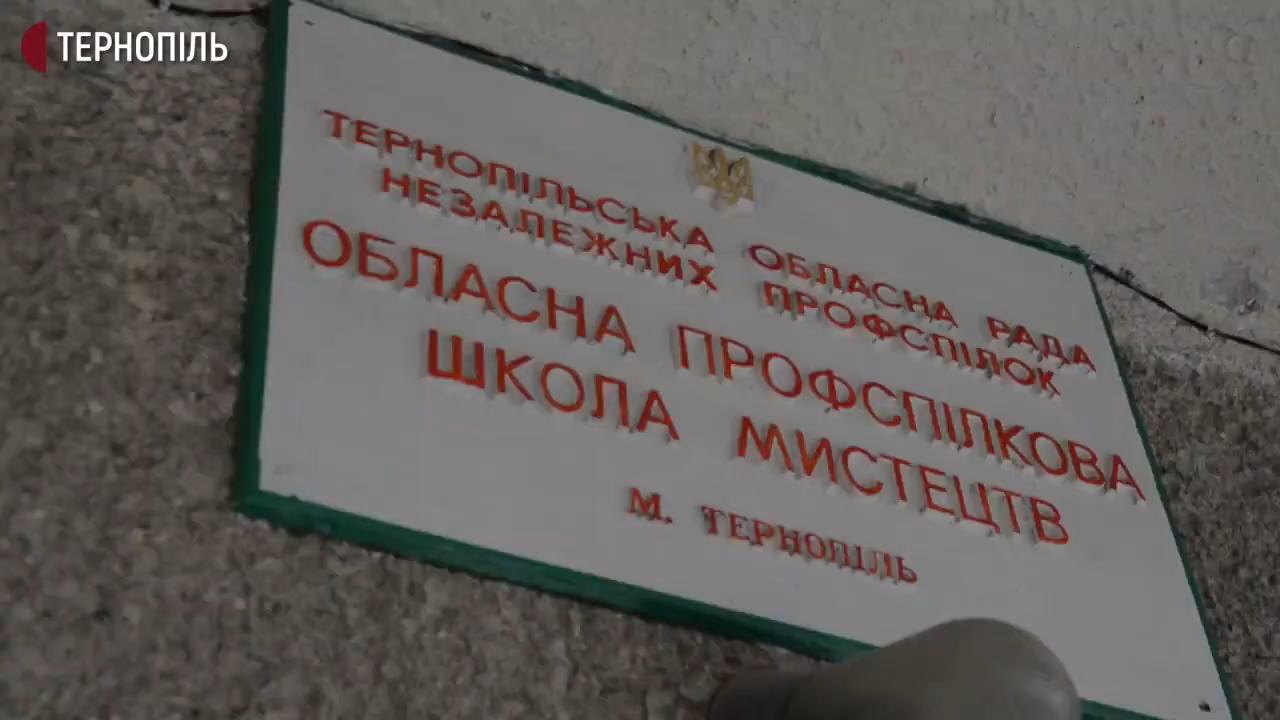 ТЕРНОПІЛЬ
ТЕРНОПІЛЬСЬКА ОБЛАСНА РАДА
НЕЗАЛЕЖНИХ ПРОФСПІЛОК
ОБЛАСНА ПРОФСПІЛКОВА
ШКОЛА МИСТЕЦТВ
М. ТЕРНОПІЛЬ